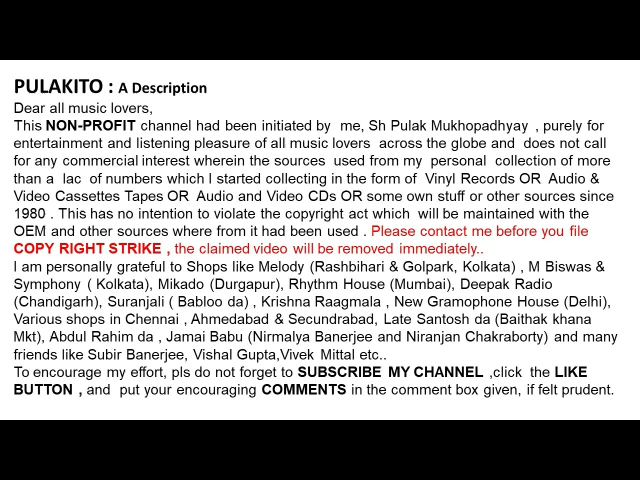 PULAKITO : A Description
Dear all music lovers,
This NON-PROFIT channel had been initiated by me, Sh Pulak Mukhopadhyay , purely for
entertainment and listening pleasure of all music lovers across the globe and does not call
for any commercial interest wherein the sources used from my personal collection of more
than a lac of numbers which I started collecting in the form of Vinyl Records OR Audio &
Video Cassettes Tapes OR Audio and Video CDs OR some own stuff or other sources since
1980 . This has no intention to violate the copyright act which will be maintained with the
OEM and other sources where from it had been used . Please contact me before you file
COPY RIGHT STRIKE , the claimed video will be removed immediately..
I am personally grateful to Shops like Melody (Rashbihari & Golpark, Kolkata) , M Biswas &
Symphony ( Kolkata), Mikado (Durgapur), Rhythm House (Mumbai), Deepak Radio
(Chandigarh), Suranjali ( Babloo da) , Krishna Raagmala , New Gramophone House (Delhi),
Various shops in Chennai , Ahmedabad & Secundrabad, Late Santosh da (Baithak khana
Mkt), Abdul Rahim da , Jamai Babu (Nirmalya Banerjee and Niranjan Chakraborty) and many
friends like Subir Banerjee, Vishal Gupta,Vivek Mittal etc..
To encourage my effort, pls do not forget to SUBSCRIBE MY CHANNEL ,click the LIKE
BUTTON , and put your encouraging COMMENTS in the comment box given, if felt prudent.